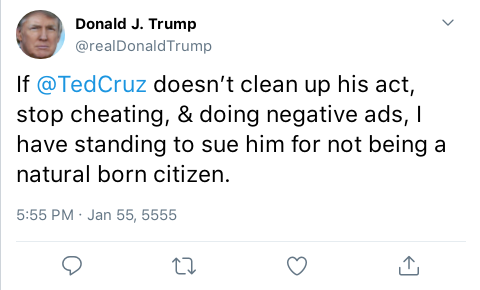 Donald J. Trump
@realDonaldTrump
If @TedCruz doesn’t clean up his act,
stop cheating, & doing negative ads, I
have standing to sue him for not being a
natural born citizen.
5:55 PM · Jan 55, 5555